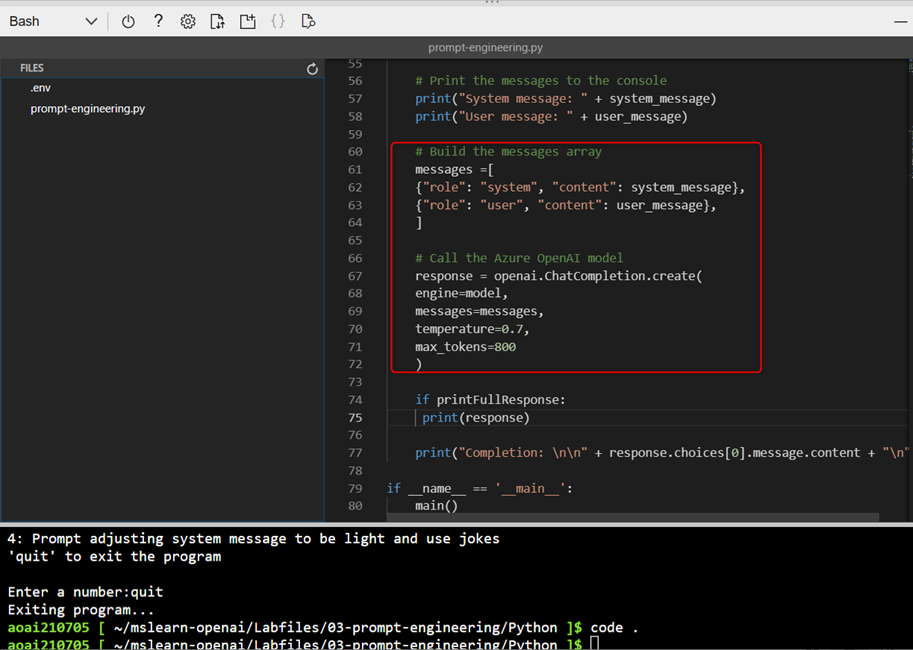 Bash
prompt-engineering.py
FILES
.env
prompt-engineering.py
55
56 # Print the messages to the console
57 print("System message: " + system_message)
58 print("User message: " + user_message)
59
60 # Build the messages array
61 messages =[
62 {"role": "system", "content": system_message},
63 {"role": "user", "content": user_message},
64 ]
65
66 # Call the Azure OpenAI model
67 response = openai.ChatCompletion.create(
68 engine=model,
69 messages=messages,
70 temperature=0.7,
71 max_tokens=800
72 )
73
74 if printFullResponse:
75 print(response)
76
77 print("Completion: \n\n" + response.choices[0].message.content + "\n"
78
79 if __name__ == '__main__':
80 main()
4: Prompt adjusting system message to be light and use jokes
'quit' to exit the program
Enter a number:quit
Exiting program...
aoai210705 [ ~/mslearn-openai/Labfiles/03-prompt-engineering/Python ]$ code .
aoai210705 [ ~/mslearn-openai/Labfiles/03-prompt-engineering/Python ]$